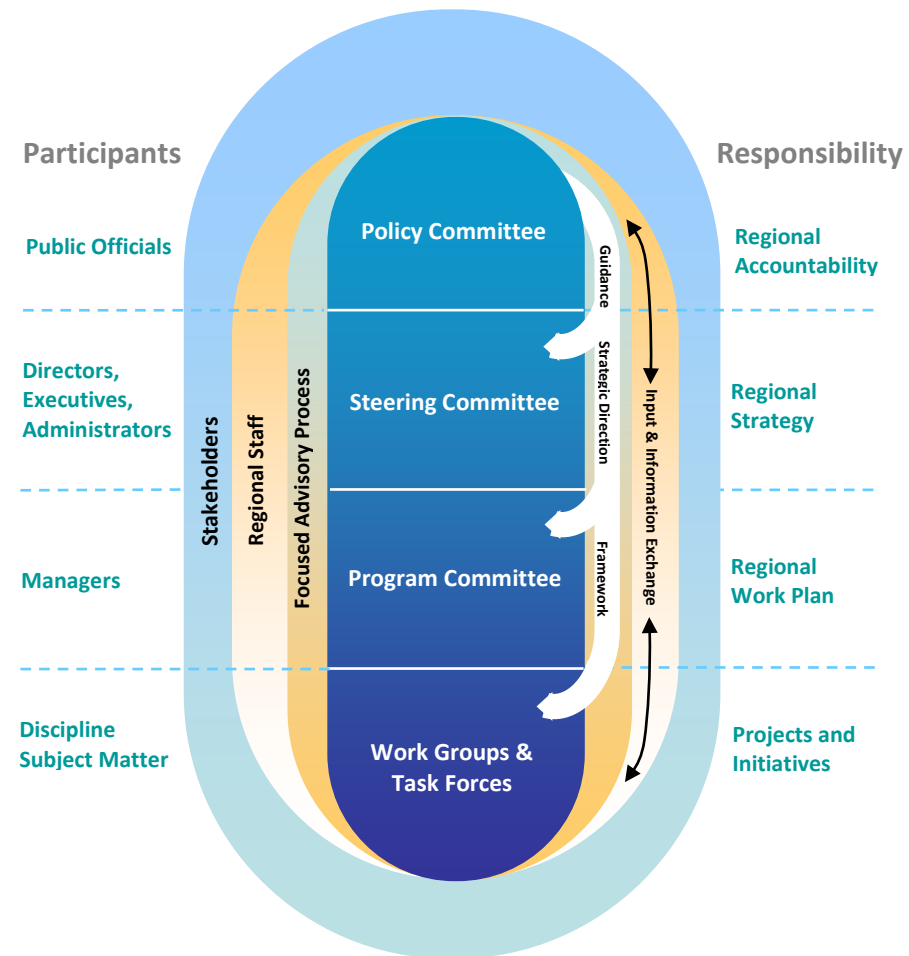 Participants
Responsibility
Public Officials
Policy Committee
Regional
Accountability
Guidance
Directors,
Executives,
Administrators
Steering Committee
Strategic Direction
Regional
Strategy
Stakeholders
Regional Staff
Focused Advisory Process
Input & Information Exchange
Managers
Program Committee
Framework
Regional
Work Plan
Discipline
Subject Matter
Work Groups &
Task Forces
Projects and
Initiatives